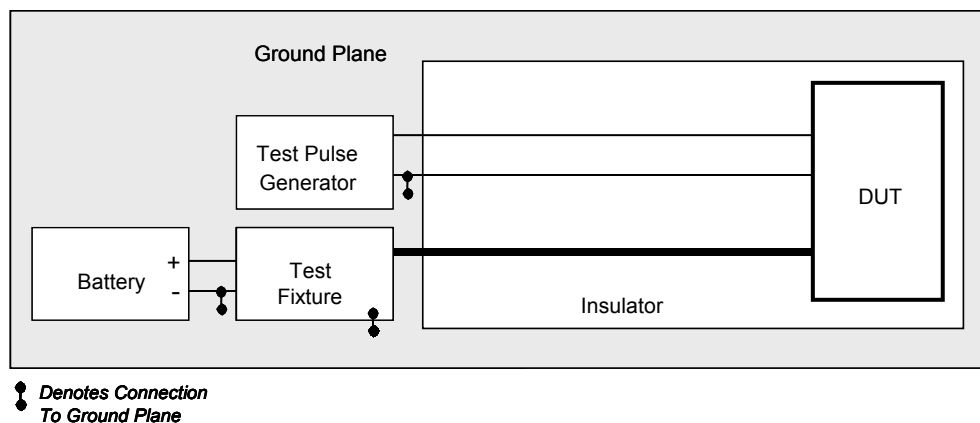 Ground Plane
Test Pulse
Generator
DUT
Battery
+
-
Test
Fixture
Insulator
Denotes Connection
To Ground Plane